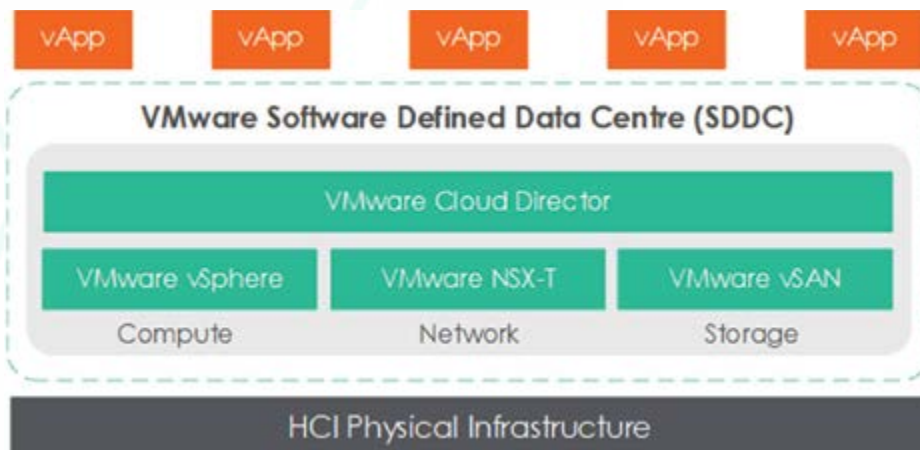 vApp vApp vApp vApp vApp
VMware Software Defined Data Centre (SDDC)
VMware Cloud Director
VMware vSphere VMware NSX-T VMware vSAN
Compute Network Storage
HCI Physical Infrastructure